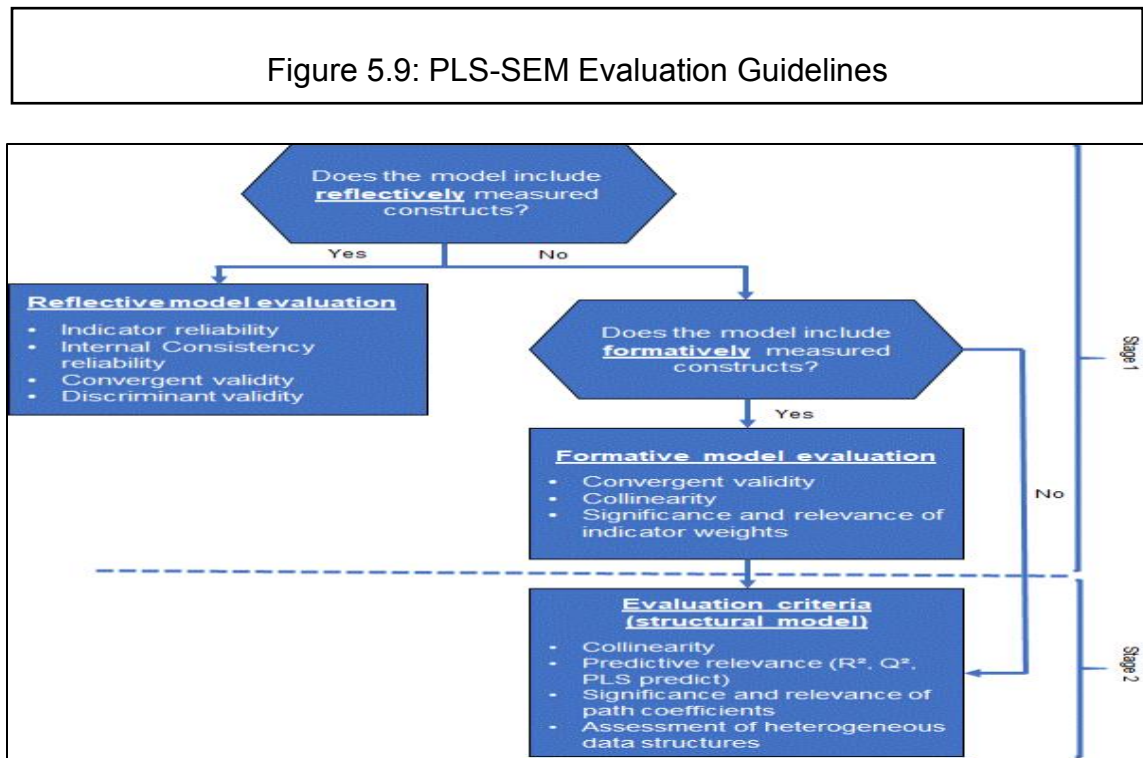 Figure 5.9: PLS-SEM Evaluation Guidelines
Does the model include
reflectively measured
constructs?
Yes
No
Reflective model evaluation
• Indicator reliability
• Internal Consistency
reliability
• Convergent validity
• Discriminant validity
Does the model include
formatively measured
constructs?
Stage 1
Yes
Formative model evaluation
• Convergent validity
• Collinearity
• Significance and relevance of
indicator weights
No
Evaluation criteria
(structural model)
• Collinearity
• Predictive relevance (R², Q²,
PLS predict)
• Significance and relevance of
path coefficients
• Assessment of heterogeneous
data structures
Stage 2